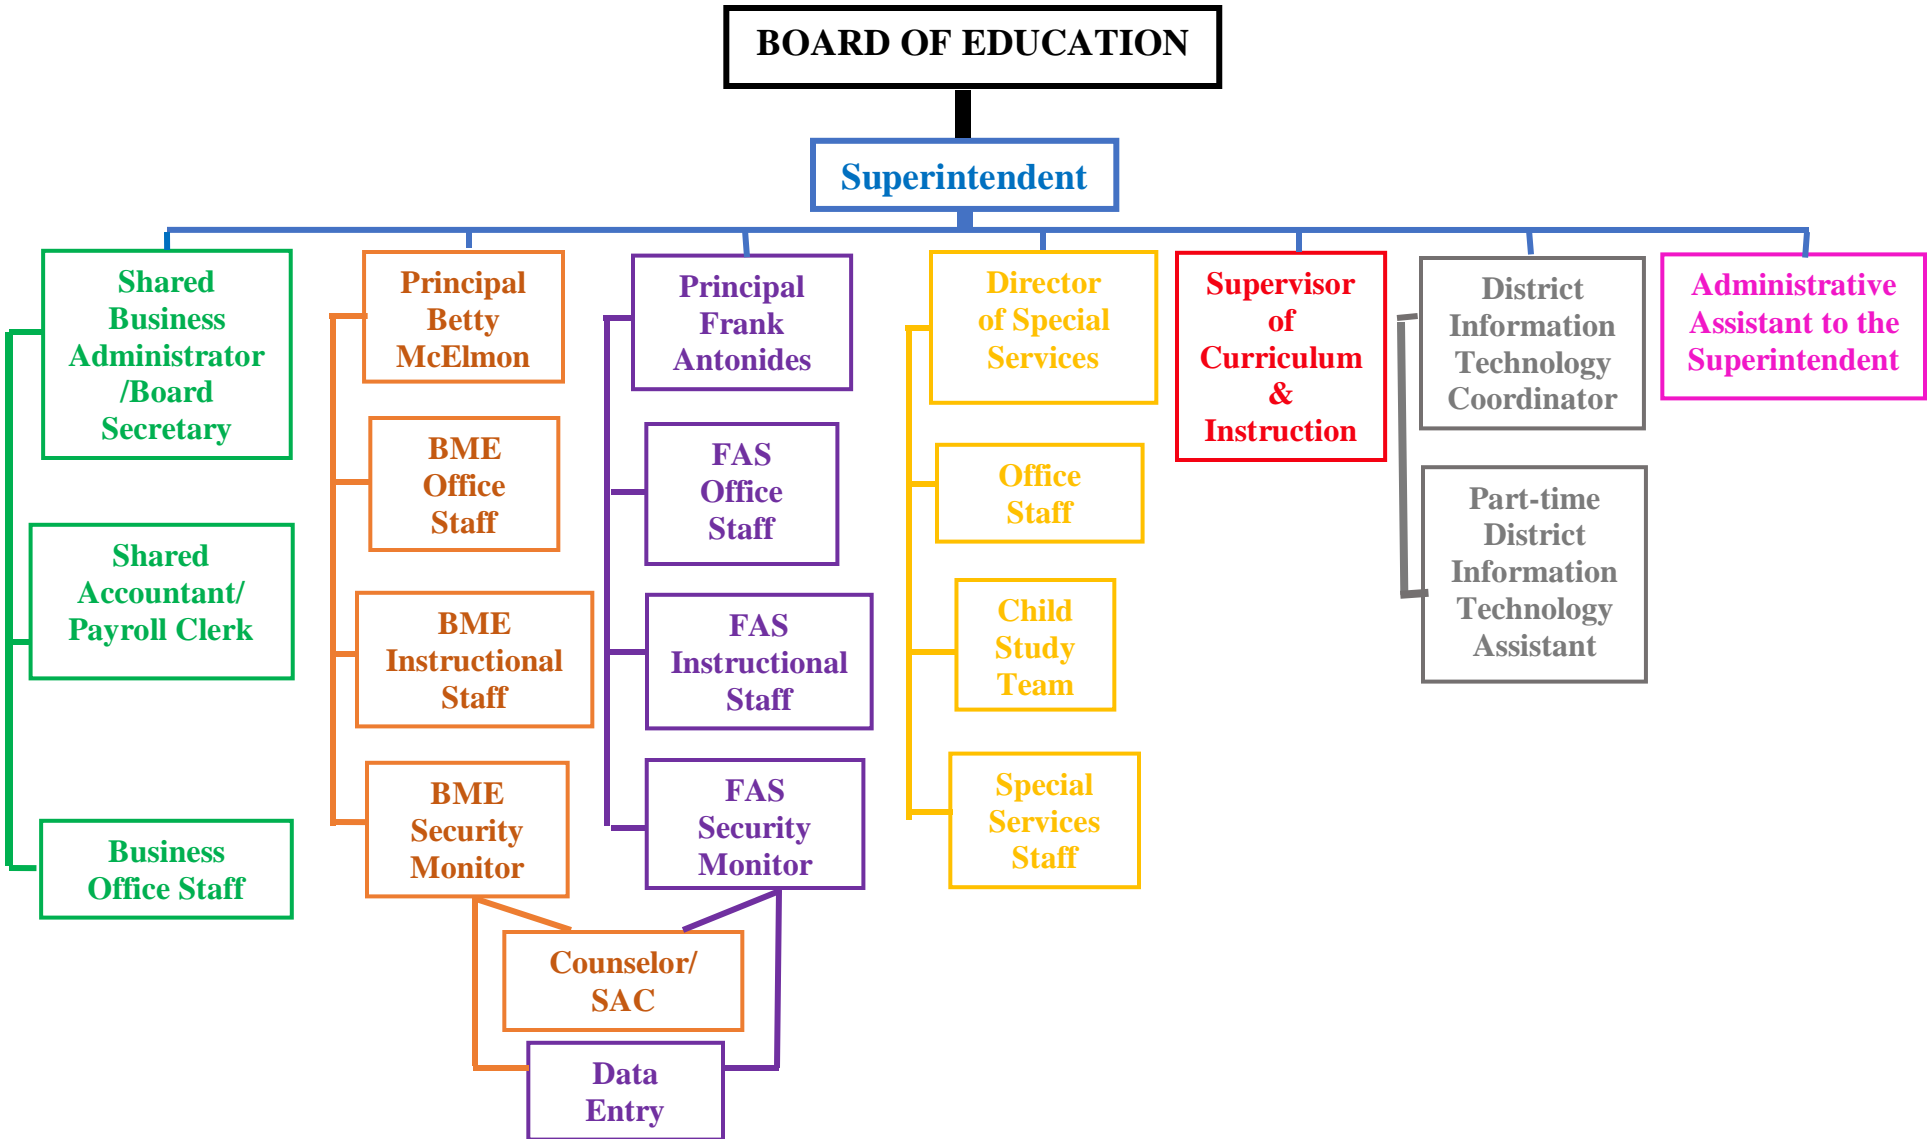 BOARD OF EDUCATION
Superintendent
Shared
Business
Administrator
/Board
Secretary
Shared
Accountant/
Payroll Clerk
Business
Office Staff
Principal
Betty
McElmon
BME
Office
Staff
BME
Instructional
Staff
BME
Security
Monitor
Principal
Frank
Antonides
FAS
Office
Staff
FAS
Instructional
Staff
FAS
Security
Monitor
Counselor/
SAC
Data
Entry
Director
of Special
Services
Office
Staff
Child
Study
Team
Special
Services
Staff
Supervisor
of
Curriculum
&
Instruction
District
Information
Technology
Coordinator
Part-time
District
Information
Technology
Assistant
Administrative
Assistant to the
Superintendent